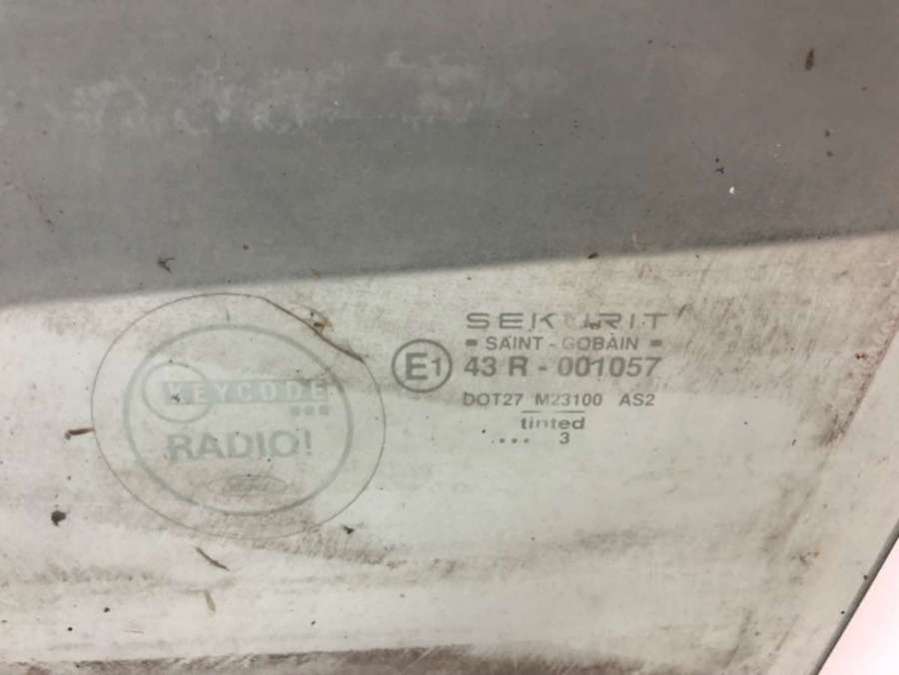 SEKURIT
SAINT-GOBAIN
E1 43 R - 001057
DOT27 M23100 AS2
tinted
.... 3
KEYCODE
RADIO!